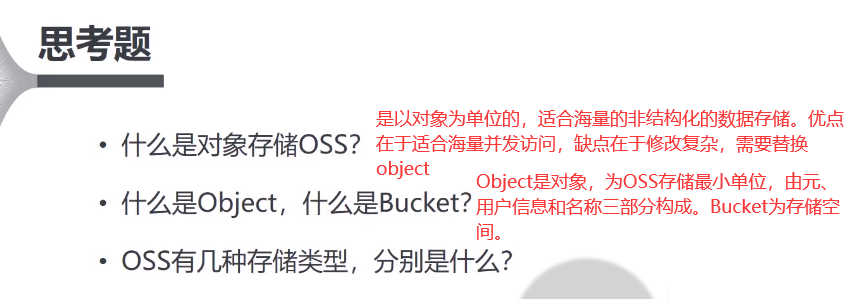 思考题
• 什么是对象存储OSS?
是以对象为单位的，适合海量的非结构化的数据存储。优点
在于适合海量并发访问，缺点在于修改复杂，需要替换
object
• 什么是Object，什么是Bucket?
Object是对象，为OSS存储最小单位，由元、
用户信息和名称三部分构成。Bucket为存储空
间。
• OSS有几种存储类型，分别是什么?